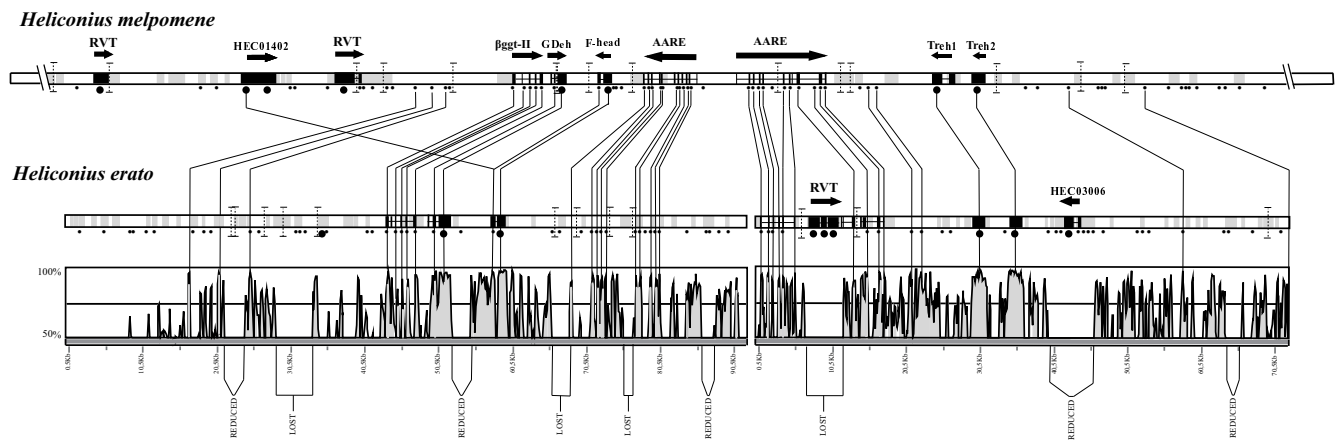 Heliconius melpomene
RVT
HEC01402
RVT
βggt-II
GDeh
F-head
AARE
AARE
Treh1
Treh2
Heliconius erato
RVT
HEC03006
100%
50%
0.5Kb
10.5Kb
20.5Kb
30.5Kb
40.5Kb
50.5Kb
60.5Kb
70.5Kb
80.5Kb
90.5Kb
0.5Kb
10.5Kb
20.5Kb
30.5Kb
40.5Kb
50.5Kb
60.5Kb
70.5Kb
REDUCED
LOST
REDUCED
LOST
LOST
REDUCED
LOST
REDUCED
REDUCED